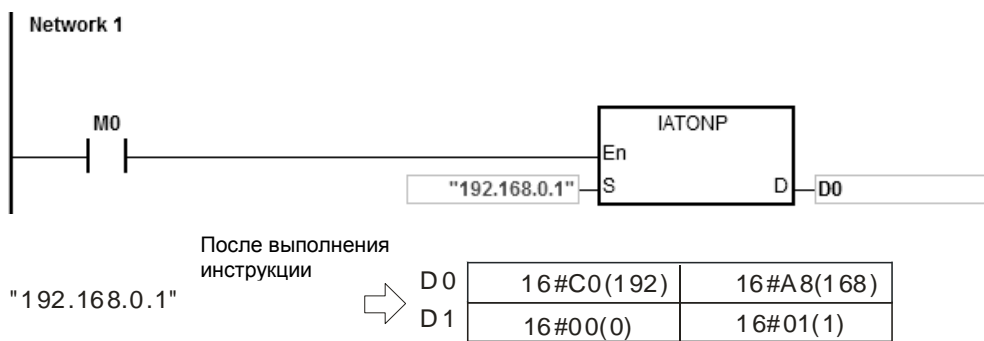 Network 1
M0
IATONP
En
"192.168.0.1" S D D0
После выполнения
инструкции
"192.168.0.1"
D0 16#C0(192) 16#A8(168)
D1 16#00(0) 16#01(1)